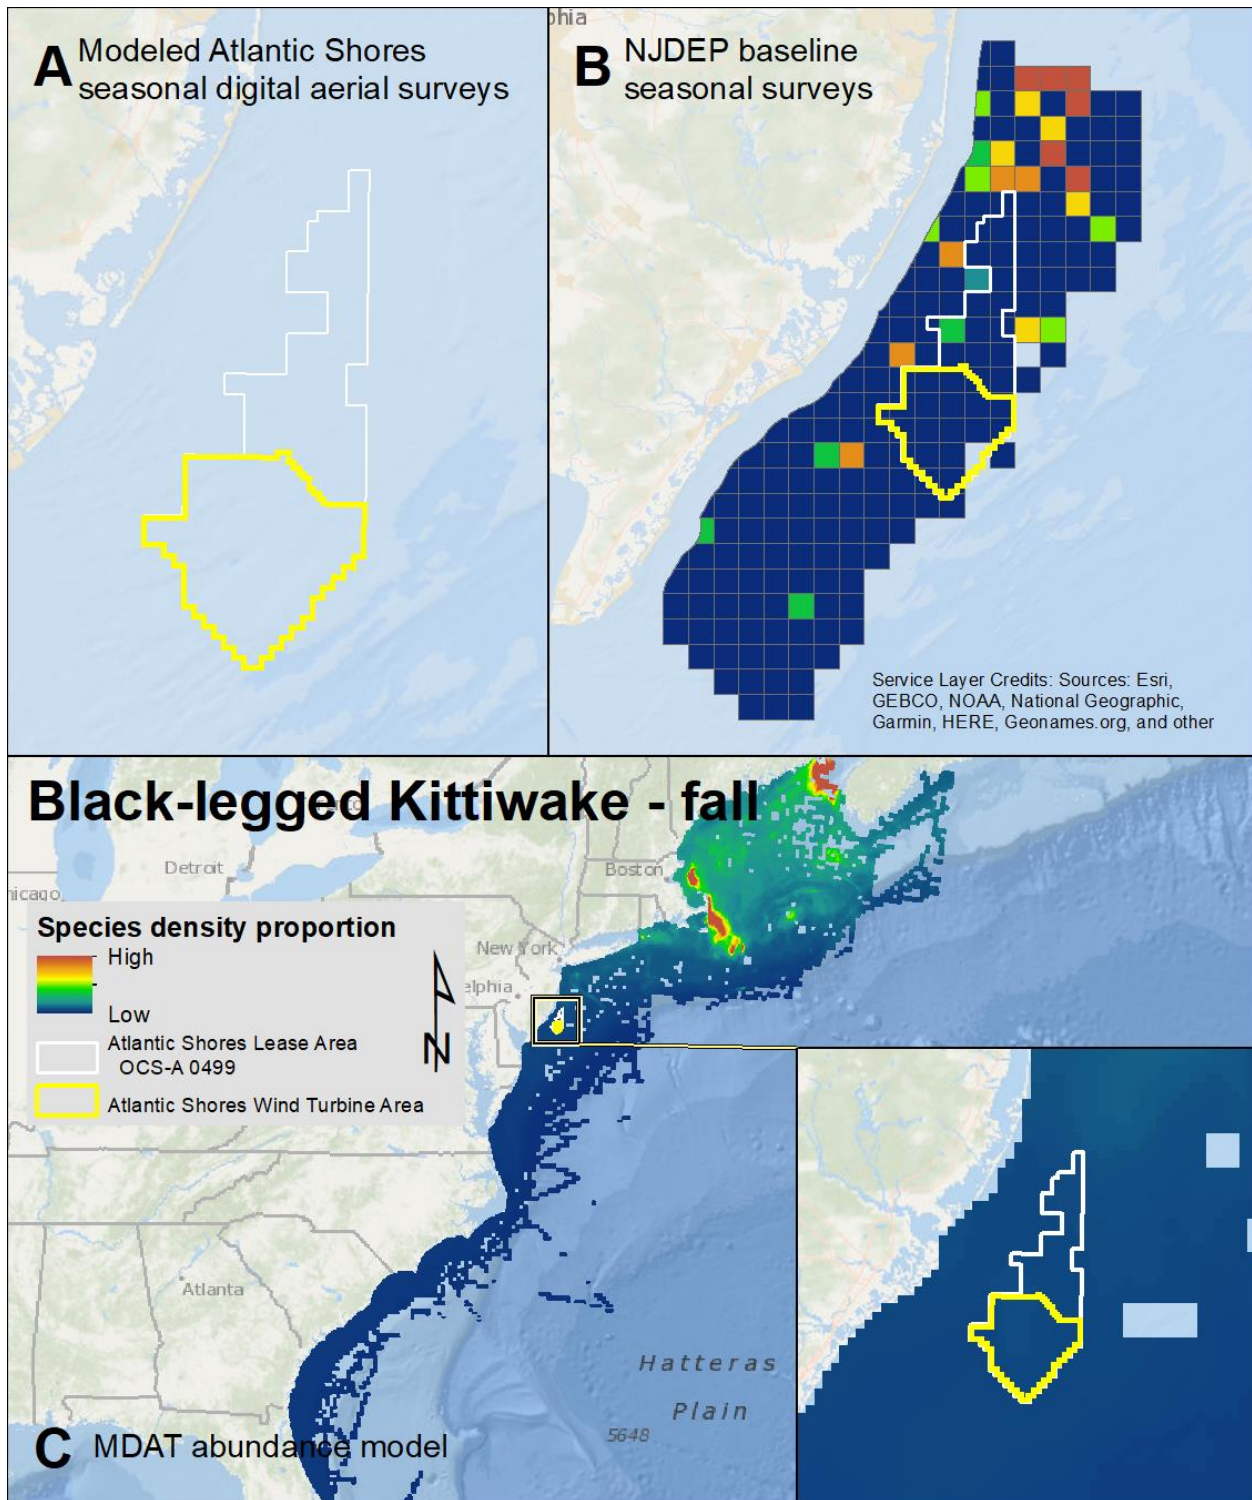 A Modeled Atlantic Shores
seasonal digital aerial surveys
phia
B NJDEP baseline
seasonal surveys
Service Layer Credits: Sources: Esri,
GEBCO, NOAA, National Geographic,
Garmin, HERE, Geonames.org, and other
Black-legged Kittiwake - fall
Detroit
Boston
hicago
Species density proportion
High
Low
New York
elphia
Atlantic Shores Lease Area
OCS-A 0499
N
Atlantic Shores Wind Turbine Area
Atlanta
Hatteras
Plain
5648
C MDAT abundance model